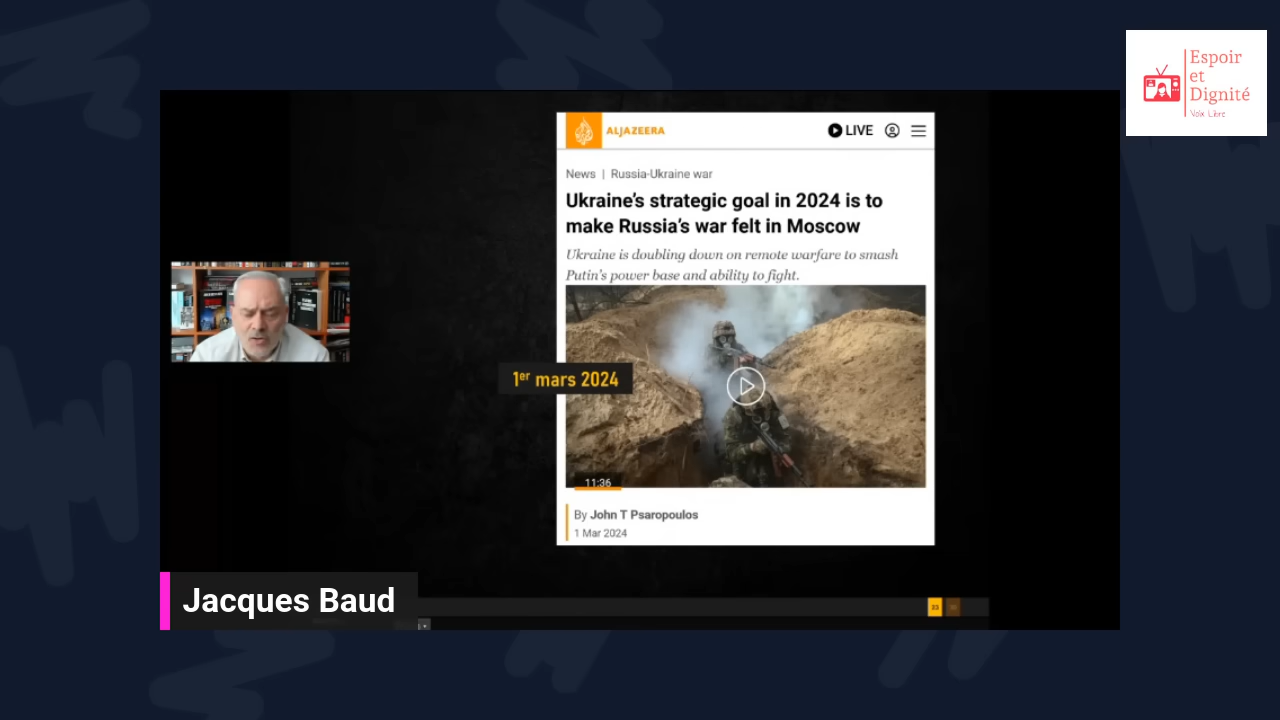 Espoir
et
Dignité
Voix Libre
ALJAZEERA
LIVE
News | Russia-Ukraine war
Ukraine's strategic goal in 2024 is to
make Russia's war felt in Moscow
Ukraine is doubling down on remote warfare to smash
Putin's power base and ability to fight.
1er mars 2024
11:36
By John T Psaropoulos
1 Mar 2024
Jacques Baud
33